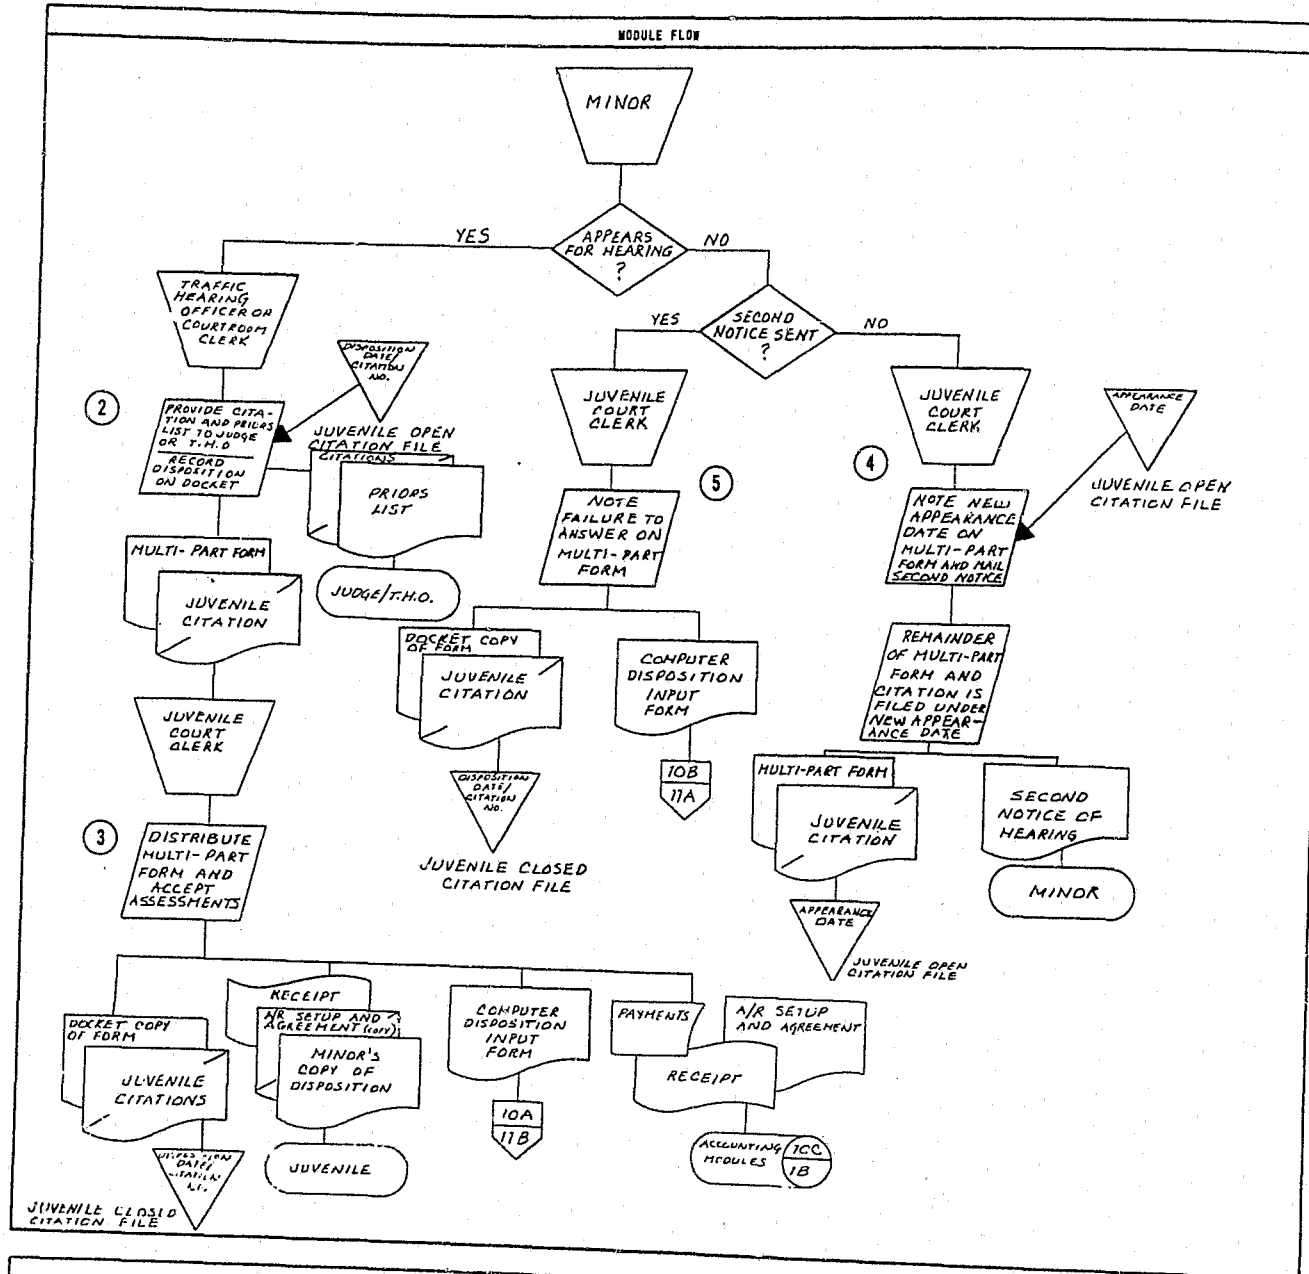 MODULE FLOW
MINOR
APPEARS
FOR HEARING
?
YES
NO
TRAFFIC
HEARING
OFFICER OR
COURTROOM
CLERK
SECOND
NOTICE SENT
?
YES
NO
DISPOSITION
DATE/
CITATION
NO.
JUVENILE OPEN
CITATION FILE
2
PROVIDE CITA-
TION AND PRIORS
LIST TO JUDGE
OR T.H.O
RECORD
DISPOSITION
ON DOCKET
CITATIONS
PRIORS
LIST
JUDGE/T.H.O.
MULTI-PART FORM
JUVENILE
CITATION
JUVENILE
COURT
CLERK
3
DISTRIBUTE
MULTI-PART
FORM AND
ACCEPT
ASSESSMENTS
JUVENILE
COURT
CLERK
5
NOTE
FAILURE TO
ANSWER ON
MULTI-PART
FORM
DOCKET COPY
OF FORM
JUVENILE
CITATION
DISPOSITION
DATE/
CITATION
NO.
JUVENILE CLOSED
CITATION FILE
COMPUTER
DISPOSITION
INPUT
FORM
10B
11A
JUVENILE
COURT
CLERK
4
APPEARANCE
DATE
JUVENILE OPEN
CITATION FILE
NOTE NEW
APPEARANCE
DATE ON
MULTI-PART
FORM AND MAIL
SECOND NOTICE
REMAINDER
OF MULTI-PART
FORM AND
CITATION IS
FILED UNDER
NEW APPEAR-
ANCE DATE
MULTI-PART FORM
JUVENILE
CITATION
APPEARANCE
DATE
JUVENILE OPEN
CITATION FILE
SECOND
NOTICE OF
HEARING
MINOR
DOCKET COPY
OF FORM
JUVENILE
CITATIONS
DATE/
CITATION
JUVENILE CLOSED
CITATION FILE
RECEIPT
A/R SETUP AND
AGREEMENT (COPY)
MINOR'S
COPY OF
DISPOSITION
JUVENILE
COMPUTER
DISPOSITION
INPUT
FORM
10A
11B
PAYMENTS
A/R SETUP
AND AGREEMENT
RECEIPT
ACCOUNTING
MODULES
1B